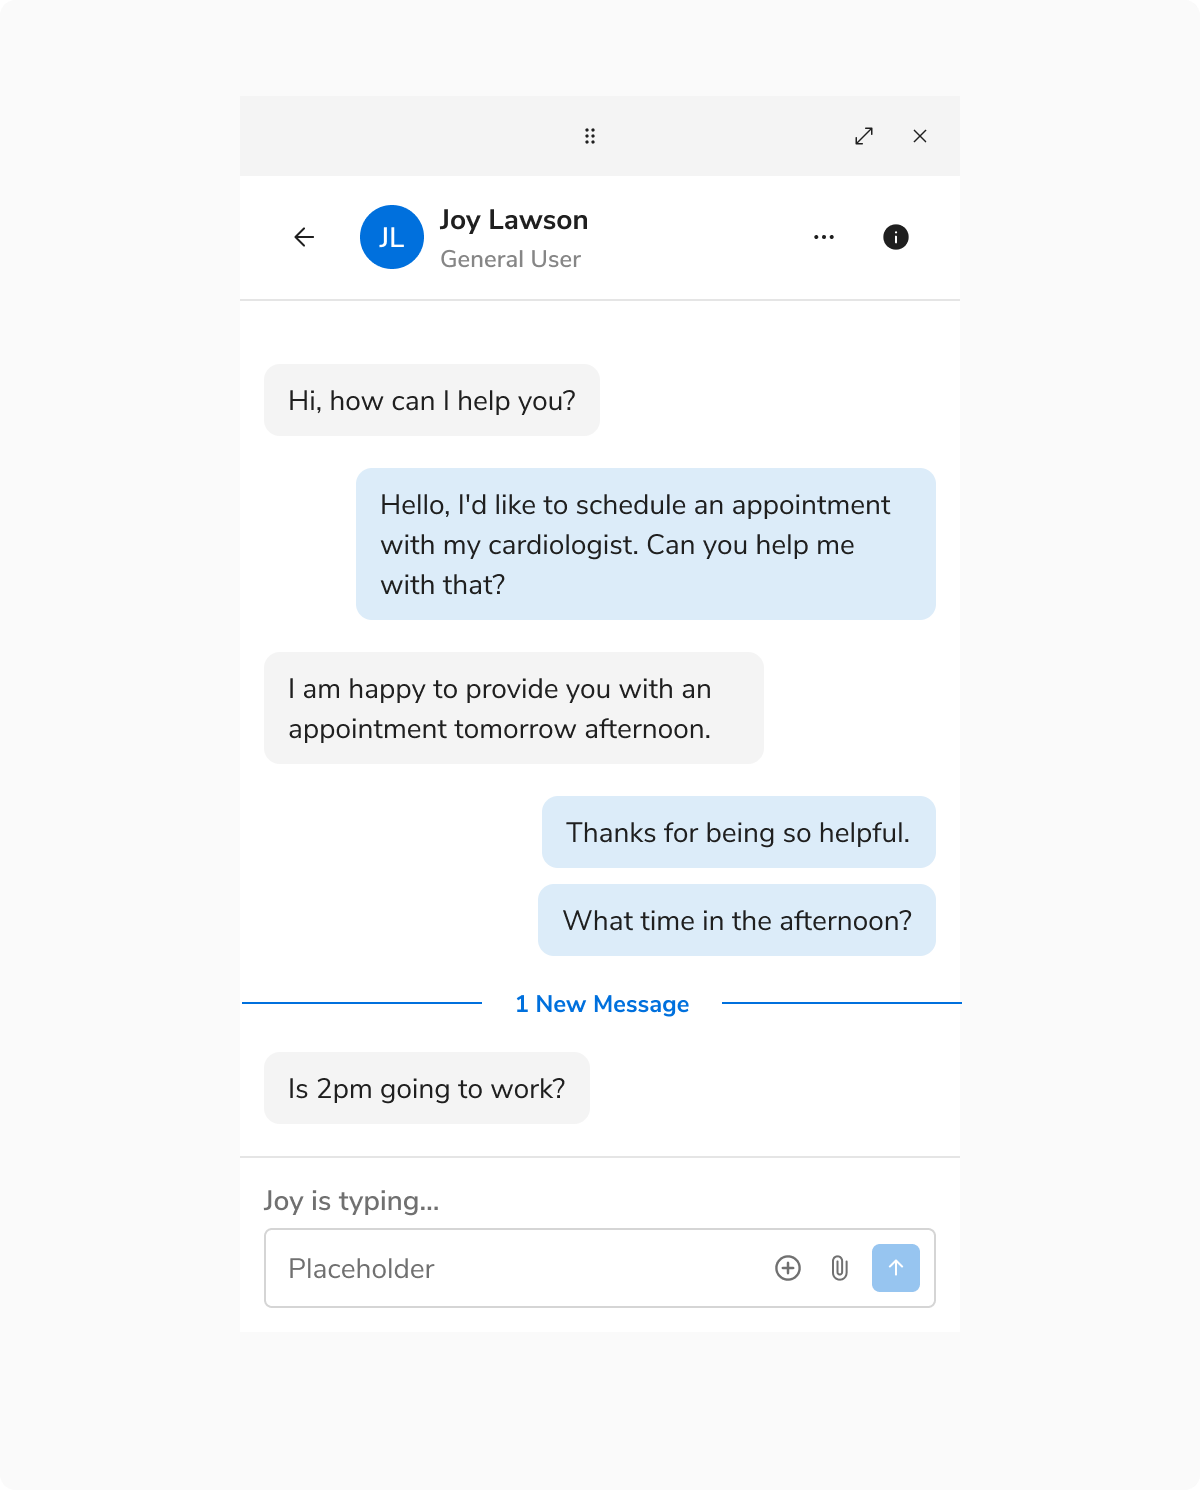 JL
Joy Lawson
General User
Hi, how can I help you?
Hello, I'd like to schedule an appointment
with my cardiologist. Can you help me
with that?
I am happy to provide you with an
appointment tomorrow afternoon.
Thanks for being so helpful.
What time in the afternoon?
1 New Message
Is 2pm going to work?
Joy is typing...
Placeholder